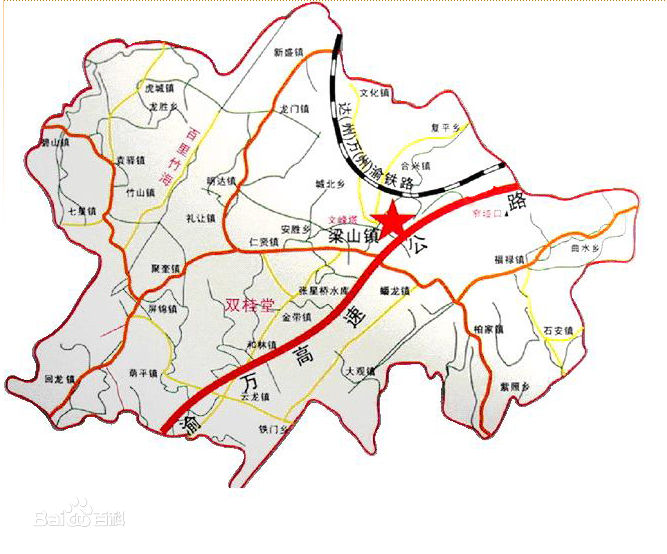 新盛镇
虎城镇
龙胜乡
文化镇
龙门镇
复平乡
碧山镇
百里竹海
袁驿镇
达(州)万(州)渝铁路
合兴镇
明达镇
城北乡
竹山镇
七星镇
礼让镇
文峰塔
安胜乡
梁山镇
仁贤镇
曲水乡
福禄镇
聚奎镇
张星桥水库
蟠龙镇
屏锦镇
双桂堂
金带镇
柏家镇
石安镇
和林镇
回龙镇
荫平镇
大观镇
紫照乡
云龙镇
铁门乡
渝万高速公路
Baidu百科